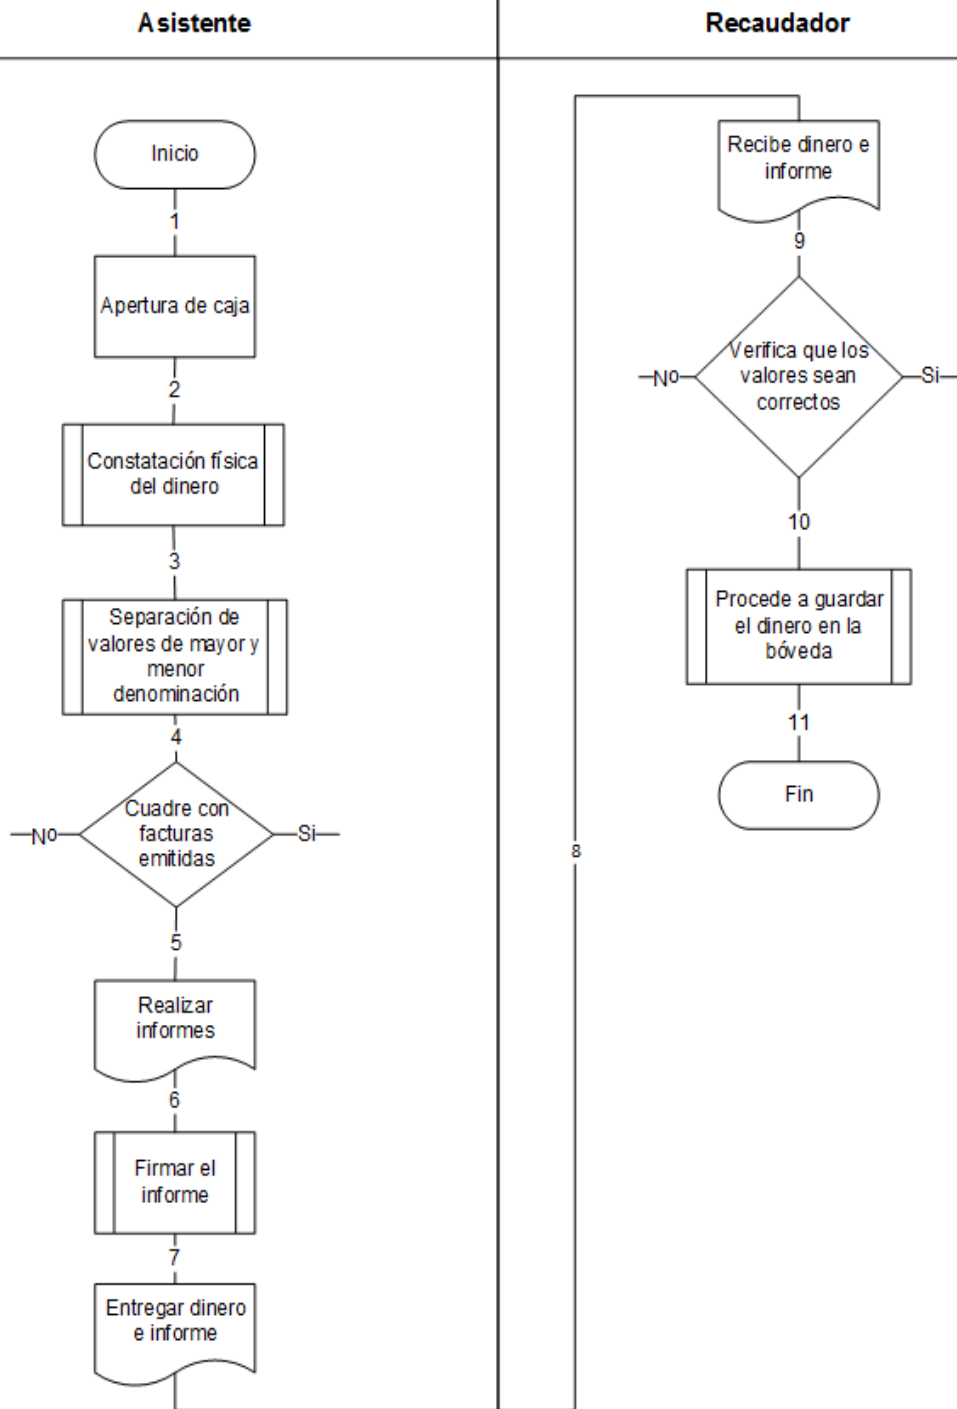 Asistente
Recaudador
Inicio
1
Apertura de caja
2
Constatación física
del dinero
3
Separación de
valores de mayor y
menor
denominación
4
Cuadre con
facturas
emitidas
Nº
Si
5
Realizar
informes
6
Firmar el
informe
7
Entregar dinero
e informe
8
Recibe dinero e
informe
9
Verifica que los
valores sean
correctos
Nº
Si
10
Procede a guardar
el dinero en la
bóveda
11
Fin